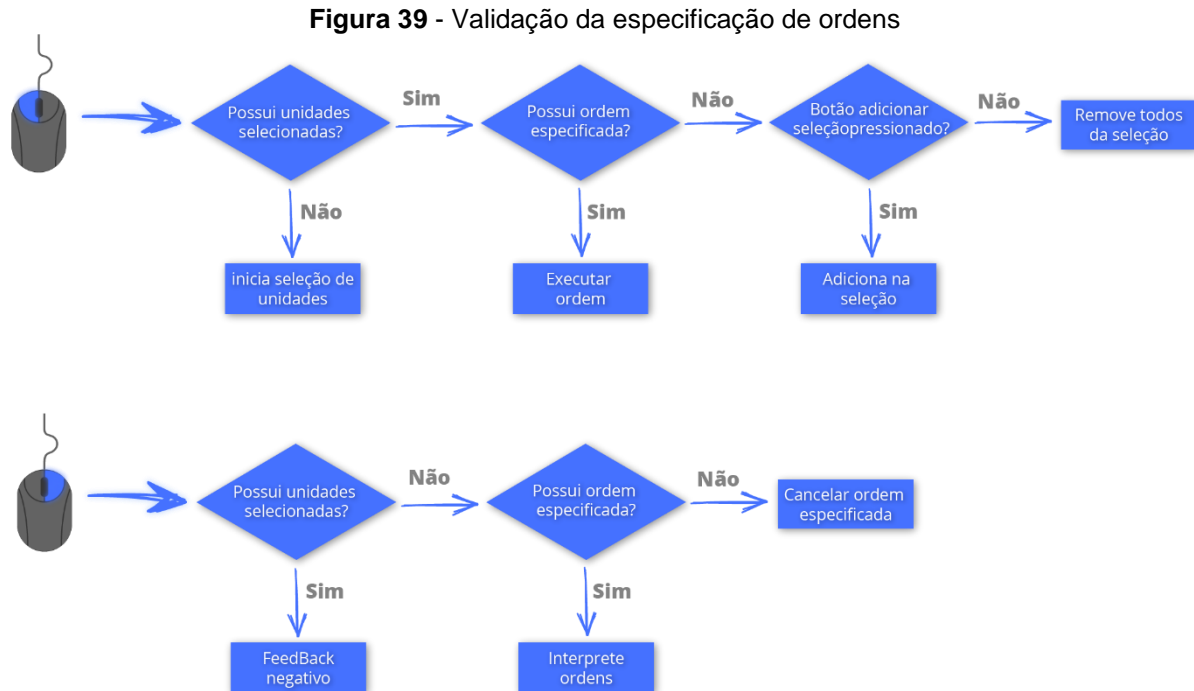 Figura 39 - Validação da especificação de ordens
Possui unidades
selecionadas?
Sim
Possui ordem
especificada?
Não
Botão adicionar
seleçãopressionado?
Não
Remove todos
da seleção
Não
Sim
Sim
inicia seleção de
unidades
Executar
ordem
Adiciona na
seleção
Possui unidades
selecionadas?
Não
Possui ordem
especificada?
Não
Cancelar ordem
especificada
Sim
Sim
FeedBack
negativo
Interprete
ordens